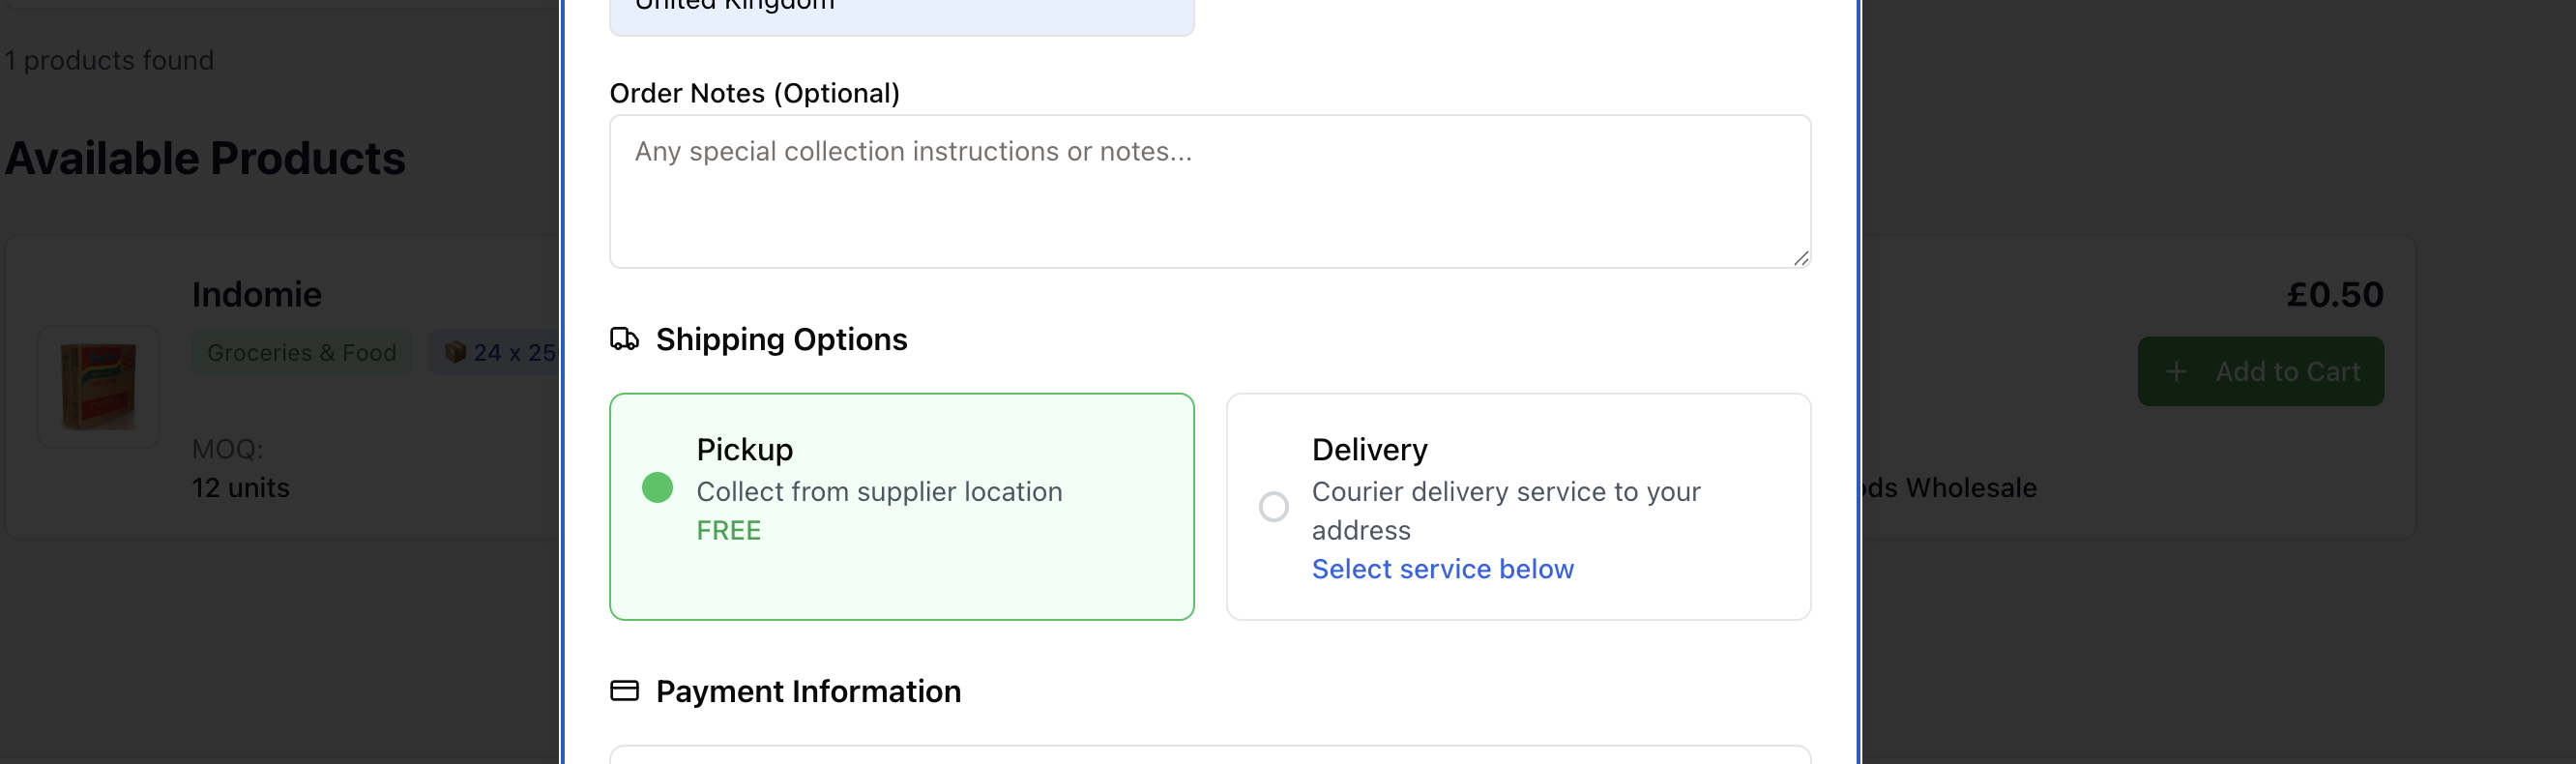 United Kingdom
1 products found
Order Notes (Optional)
Any special collection instructions or notes...
Available Products
Indomie
Groceries & Food
📦 24 x 25
MOQ:
12 units
£0.50
+ Add to Cart
ds Wholesale
Shipping Options
Pickup
Collect from supplier location
FREE
Delivery
Courier delivery service to your
address
Select service below
Payment Information